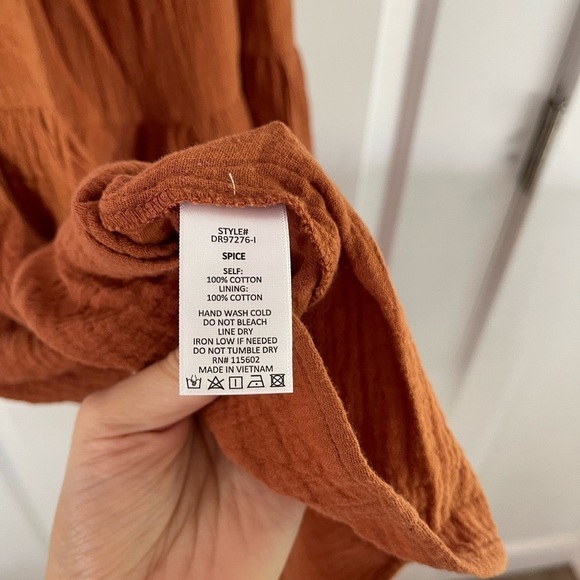 STYLE#
DR97276-I
SPICE
SELF:
100% COTTON
LINING:
100% COTTON
HAND WASH COLD
DO NOT BLEACH
LINE DRY
IRON LOW IF NEEDED
DO NOT TUMBLE DRY
RN# 115602
MADE IN VIETNAM